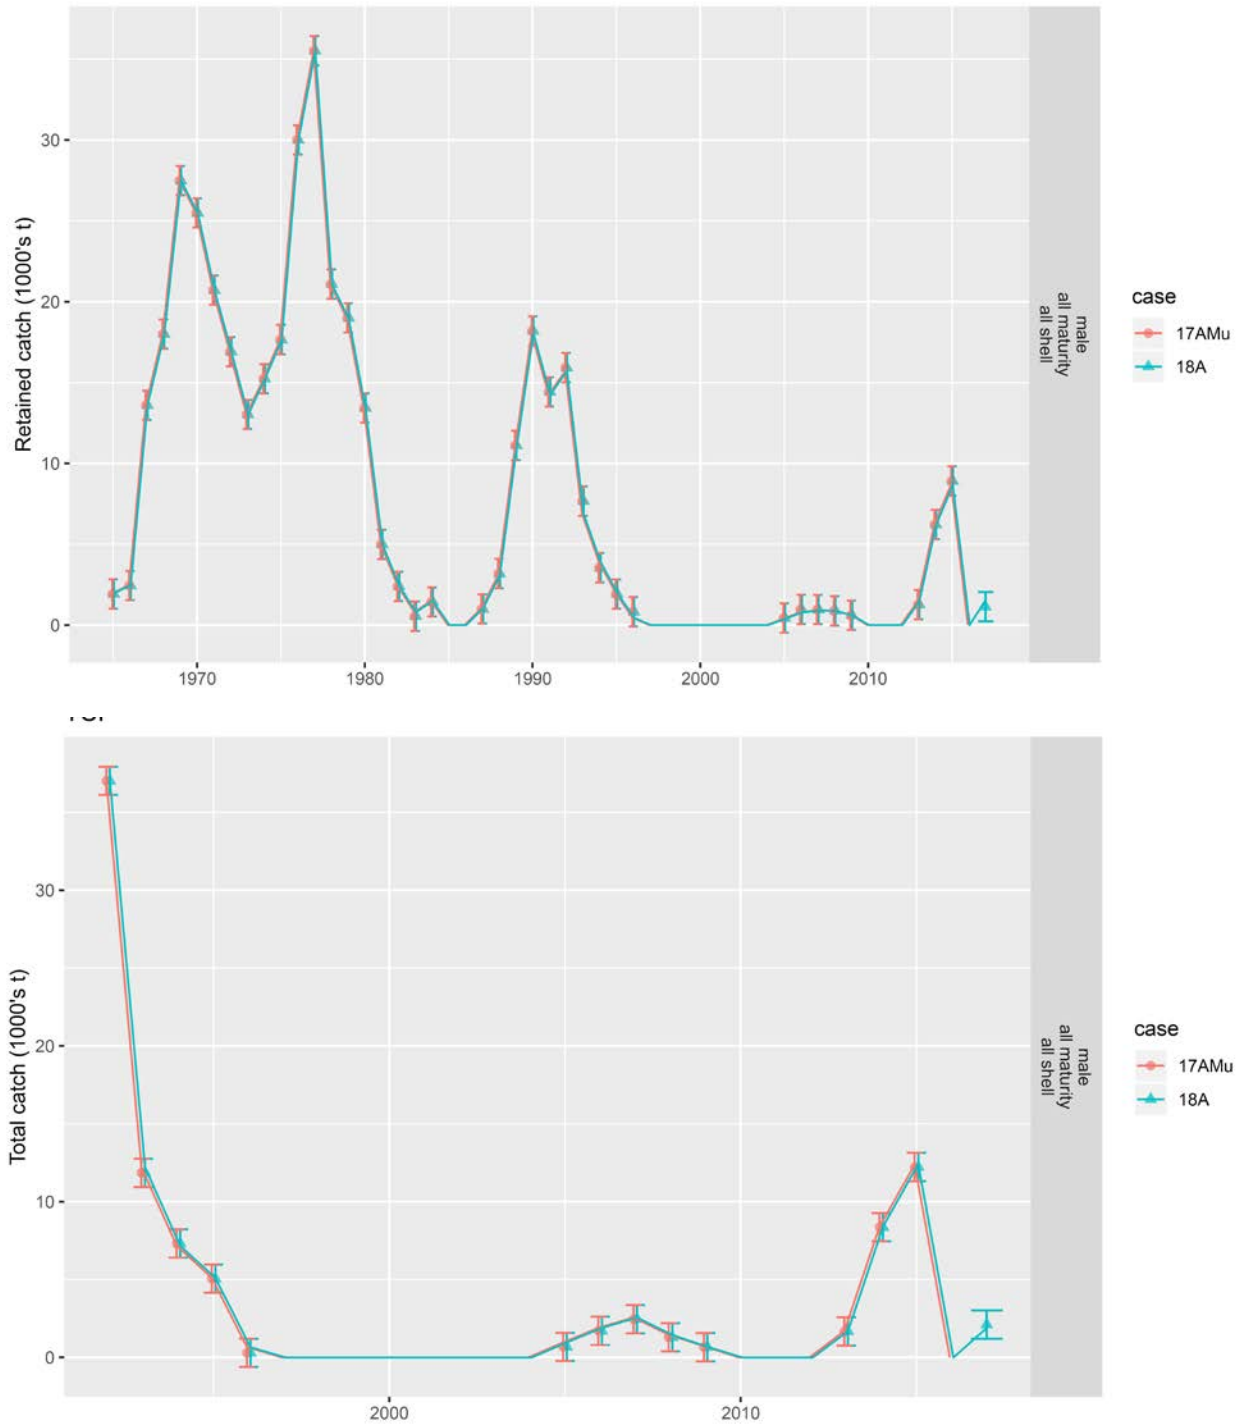 30
20
10
0
Retained catch (1000's t)
1970
1980
1990
2000
2010
male
all maturity
all shell
case
17AMu
18A
30
20
10
0
Total catch (1000's t)
2000
2010
male
all maturity
all shell
case
17AMu
18A